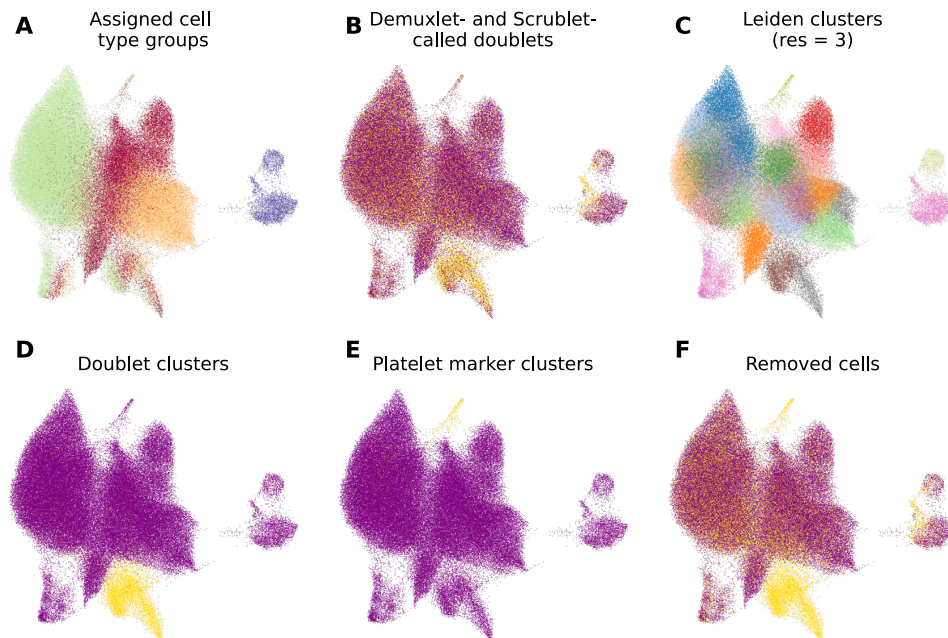 A
Assigned cell
type groups
B
Demuxlet- and Scrublet-
called doublets
C
Leiden clusters
(res = 3)
D
Doublet clusters
E
Platelet marker clusters
F
Removed cells